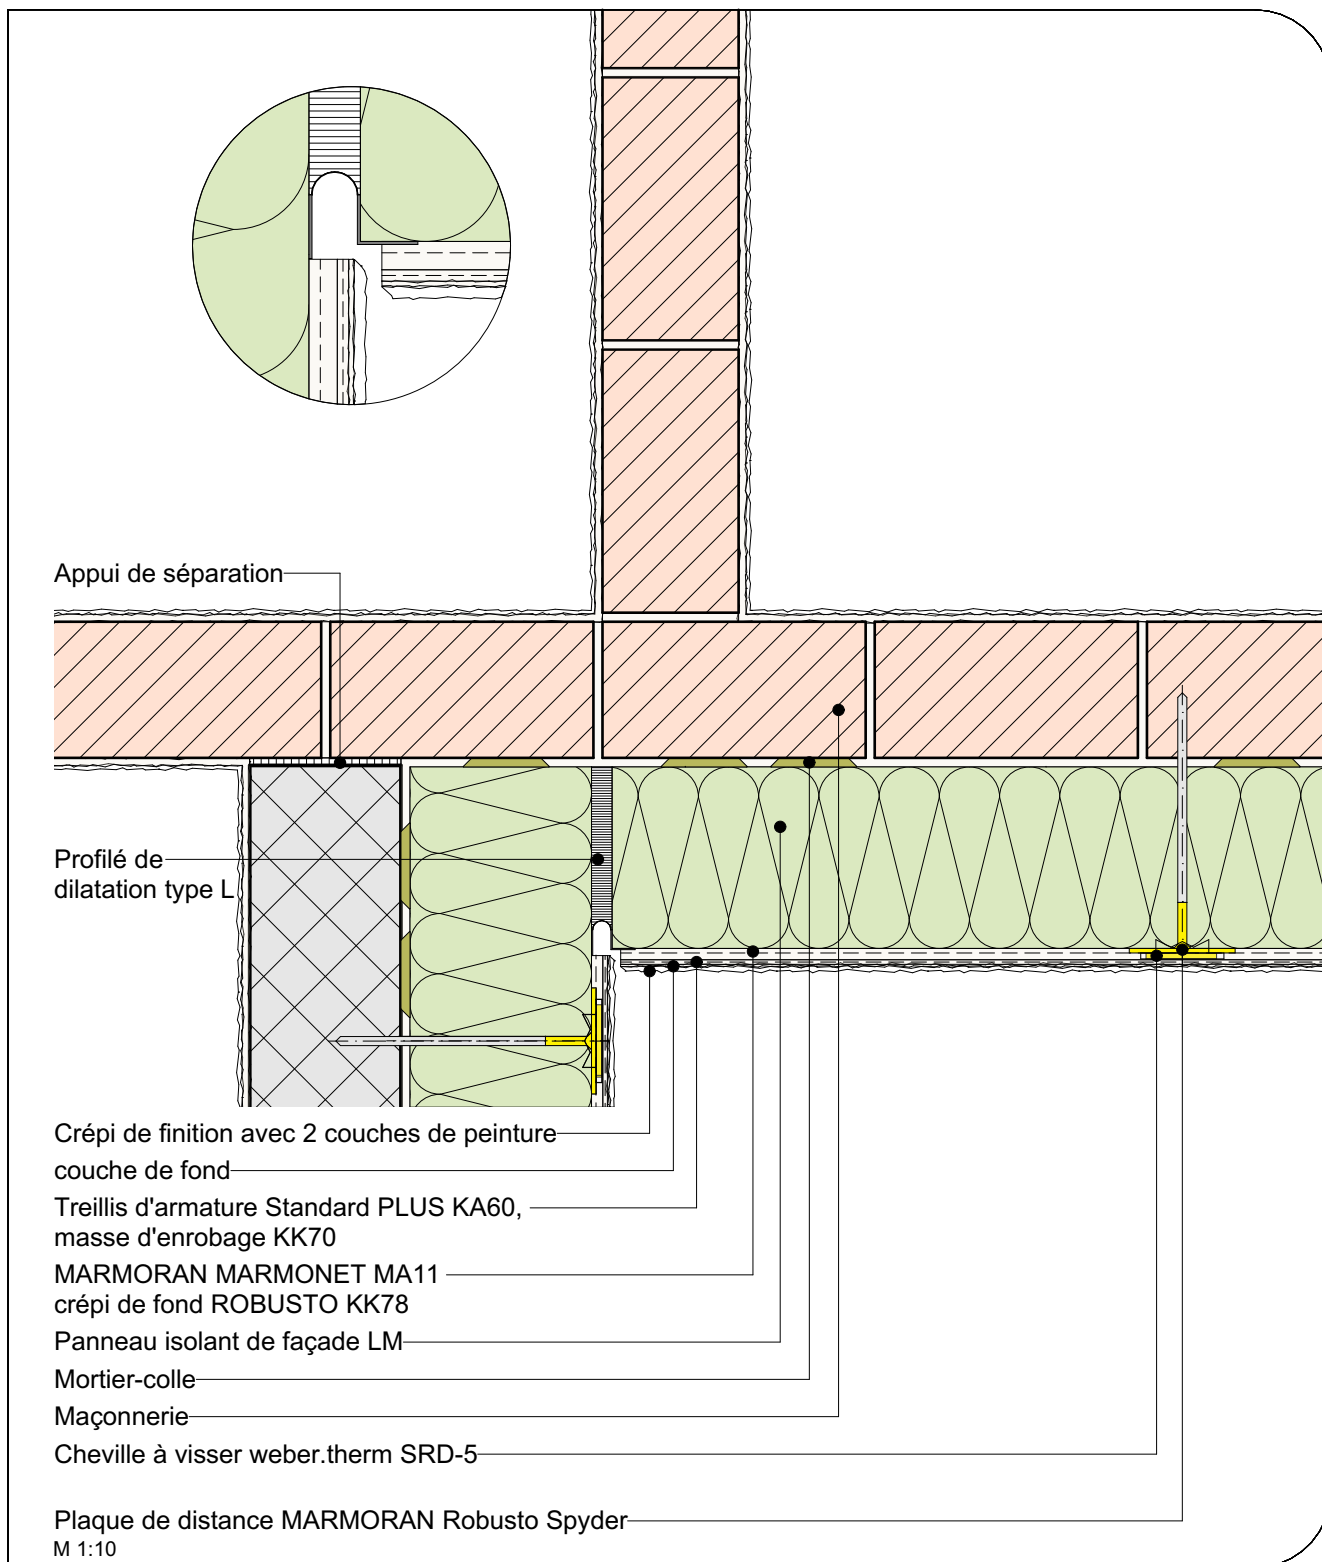 Appui de séparation
Profilé de
dilatation type L
Crépi de finition avec 2 couches de peinture
couche de fond
Treillis d'armature Standard PLUS KA60,
masse d'enrobage KK70
MARMORAN MARMONET MA11
crépi de fond ROBUSTO KK78
Panneau isolant de façade LM
Mortier-colle
Maçonnerie
Cheville à visser weber.therm SRD-5
Plaque de distance MARMORAN Robusto Spyder
M 1:10